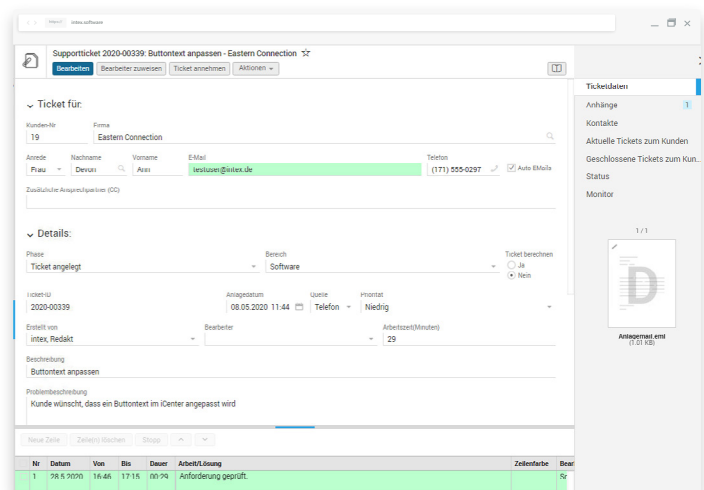 https:// intex.software
Supportticket 2020-00339: Buttontext anpassen - Eastern Connection
Bearbeiten Bearbeiter zuweisen Ticket annehmen Aktionen
Ticket für:
Kunden-Nr Firma
19 Eastern Connection
Anrede Nachname Vorname E-Mail Telefon
Frau Devon Ann testuser@intex.de (171) 555-0297 Auto EMails
Zusätzliche Ansprechpartner (CC)
Details:
Phase Bereich Ticket berechnen
Ticket angelegt Software
Ja
Nein
Ticket-ID Anlagedatum Quelle Priorität
2020-00339 08.05.2020 11:44 Telefon Niedrig
Erstellt von Bearbeiter Arbeitszeit(Minuten)
intex, Redakt 29
Beschreibung
Buttontext anpassen
Problembeschreibung
Kunde wünscht, dass ein Buttontext im iCenter angepasst wird
Neue Zeile Zeile(n) löschen Stopp
Nr Datum Von Bis Dauer Arbeit/Lösung Zeilenfarbe Bear
1 28.5.2020 16:46 17:15 00:29 Anforderung geprüft.
Ticketdaten
Anhänge 1
Kontakte
Aktuelle Tickets zum Kunden
Geschlossene Tickets zum Kun...
Status
Monitor
1 / 1
D
Anlagemail.eml
(1.01 KB)